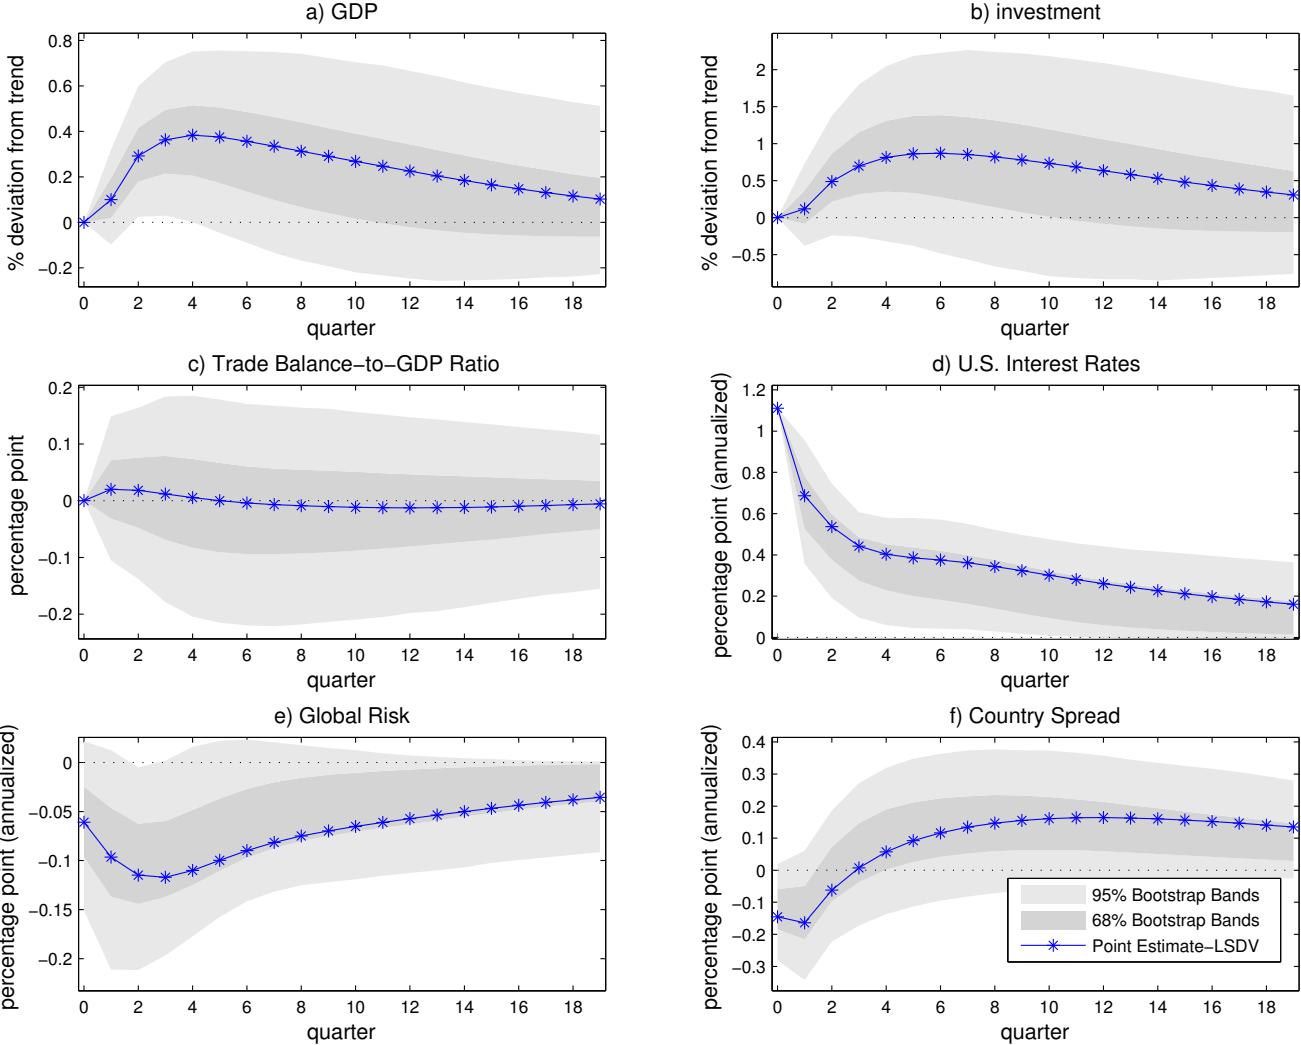 a) GDP
% deviation from trend
0.8
0.6
0.4
0.2
0
−0.2
0 2 4 6 8 10 12 14 16 18
quarter
b) investment
% deviation from trend
2
1.5
1
0.5
0
−0.5
0 2 4 6 8 10 12 14 16 18
quarter
c) Trade Balance−to−GDP Ratio
percentage point
0.2
0.1
0
−0.1
−0.2
0 2 4 6 8 10 12 14 16 18
quarter
d) U.S. Interest Rates
percentage point (annualized)
1.2
1
0.8
0.6
0.4
0.2
0
0 2 4 6 8 10 12 14 16 18
quarter
e) Global Risk
percentage point (annualized)
0
−0.05
−0.1
−0.15
−0.2
0 2 4 6 8 10 12 14 16 18
quarter
f) Country Spread
percentage point (annualized)
0.4
0.3
0.2
0.1
0
−0.1
−0.2
−0.3
0 2 4 6 8 10 12 14 16 18
quarter
95% Bootstrap Bands
68% Bootstrap Bands
Point Estimate−LSDV